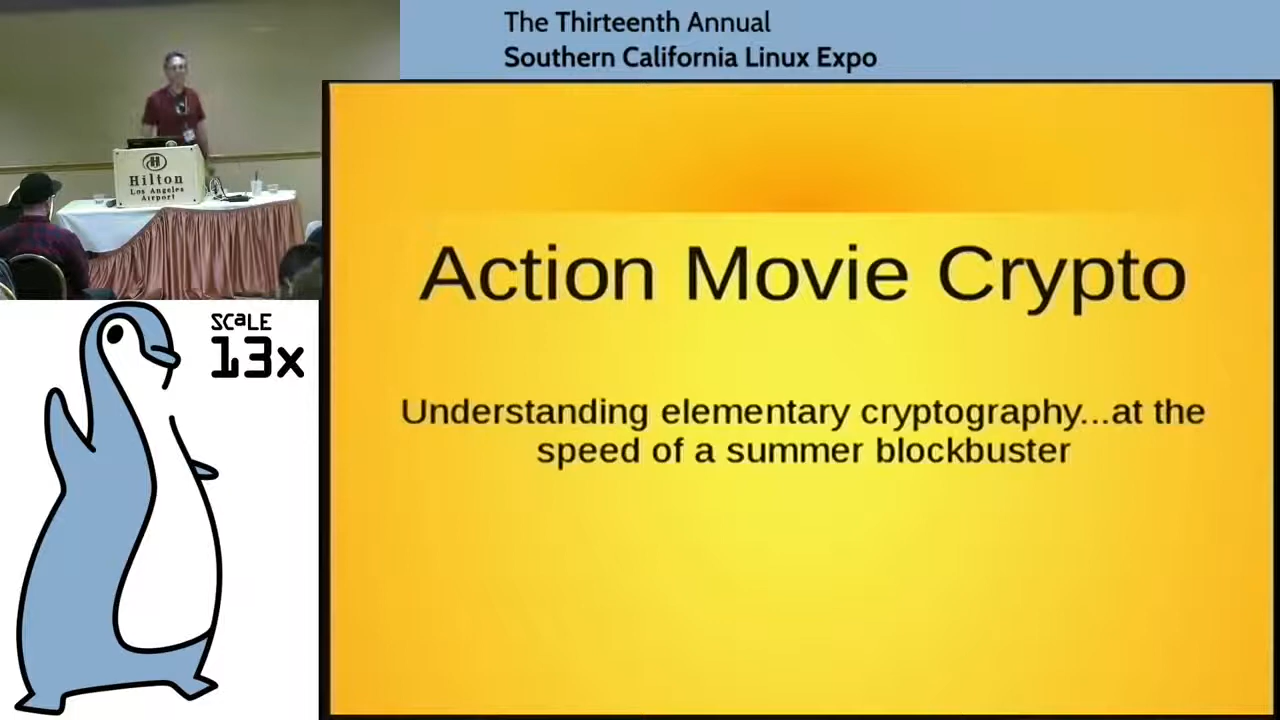 The Thirteenth Annual
Southern California Linux Expo
Hilton
Los Angeles
Airport
SCaLE
13x
Action Movie Crypto
Understanding elementary cryptography...at the
speed of a summer blockbuster